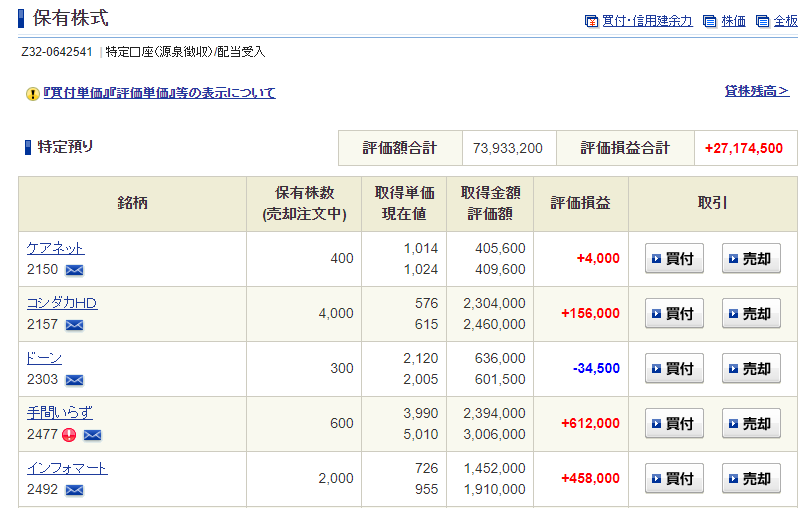 保有株式
買付・信用建余力 株価 全板
Z32-0642541 | 特定口座(源泉徴収)/配当受入
『買付単価』『評価単価』等の表示について
貸株残高>
特定預り
評価額合計 73,933,200 評価損益合計 +27,174,500
銘柄 保有株数 取得単価 取得金額 評価損益 取引
(売却注文中) 現在値 評価額
ケアネット
2150
400
1,014
1,024
405,600
409,600
+4,000
買付 売却
コシダカHD
2157
4,000
576
615
2,304,000
2,460,000
+156,000
買付 売却
ドーン
2303
300
2,120
2,005
636,000
601,500
-34,500
買付 売却
手間いらず
2477
600
3,990
5,010
2,394,000
3,006,000
+612,000
買付 売却
インフォマート
2492
2,000
726
955
1,452,000
1,910,000
+458,000
買付 売却